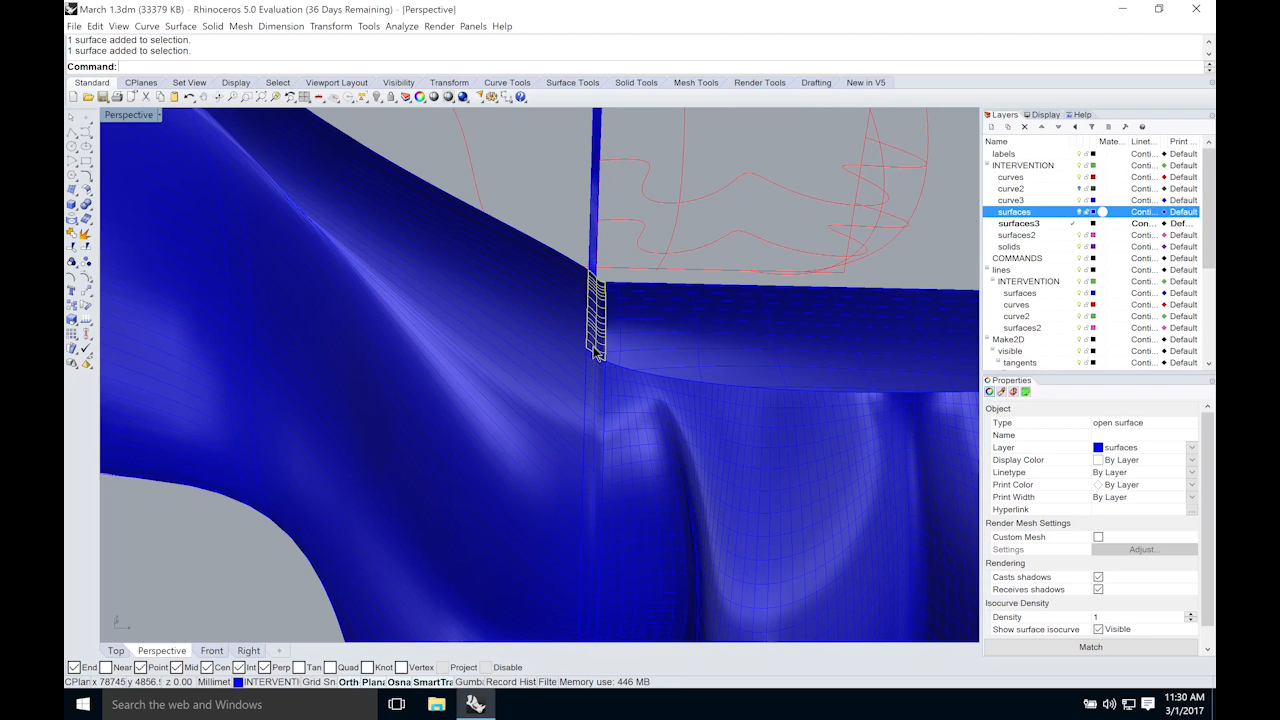 March 1.3dm (33379 KB) - Rhinoceros 5.0 Evaluation (36 Days Remaining) - [Perspective]
File Edit View Curve Surface Solid Mesh Dimension Transform Tools Analyze Render Panels Help
1 surface added to selection.
1 surface added to selection.
Command:
Standard CPlanes Set View Display Select Viewport Layout Visibility Transform Curve Tools Surface Tools Solid Tools Mesh Tools Render Tools Drafting New in V5
Perspective
Layers Display Help
Name Mate... Linet... Print ...
labels Conti... Default
INTERVENTION Conti... Default
curves Conti... Default
curve2 Conti... Default
curve3 Conti... Default
surfaces Conti... Default
surfaces3 Con... Def...
surfaces2 Conti... Default
solids Conti... Default
COMMANDS Conti... Default
lines Conti... Default
INTERVENTION Conti... Default
surfaces Conti... Default
curves Conti... Default
curve2 Conti... Default
surfaces2 Conti... Default
Make2D Conti... Default
visible Conti... Default
tangents Conti... Default
Properties
Object
Type open surface
Name
Layer surfaces
Display Color By Layer
Linetype By Layer
Print Color By Layer
Print Width By Layer
Hyperlink ...
Render Mesh Settings
Custom Mesh
Settings Adjust...
Rendering
Casts shadows
Receives shadows
Isocurve Density
Density 1
Show surface isocurve Visible
Match
Top Perspective Front Right
End Near Point Mid Cen Int Perp Tan Quad Knot Vertex Project Disable
CPlan x 78745 y 4856. z 0.00 Millimet INTERVENTI Grid Sn Orth Plana Osna SmartTra Gumba Record Hist Filte Memory use: 446 MB
Search the web and Windows
11:30 AM
3/1/2017